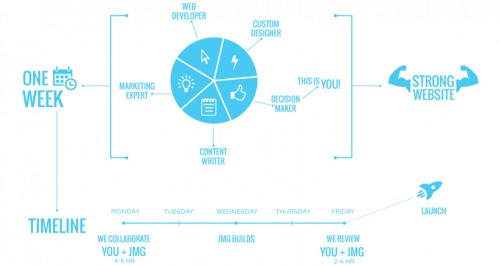 WEB
DEVELOPER
CUSTOM
DESIGNER
ONE
WEEK
MARKETING
EXPERT
THIS IS YOU!
DECISION
MAKER
STRONG
WEBSITE
CONTENT
WRITER
LAUNCH
TIMELINE
MONDAY TUESDAY WEDNESDAY THURSDAY FRIDAY
WE COLLABORATE
YOU + JMG
4-6 HR
JMG BUILDS
WE REVIEW
YOU + JMG
2-4 HR